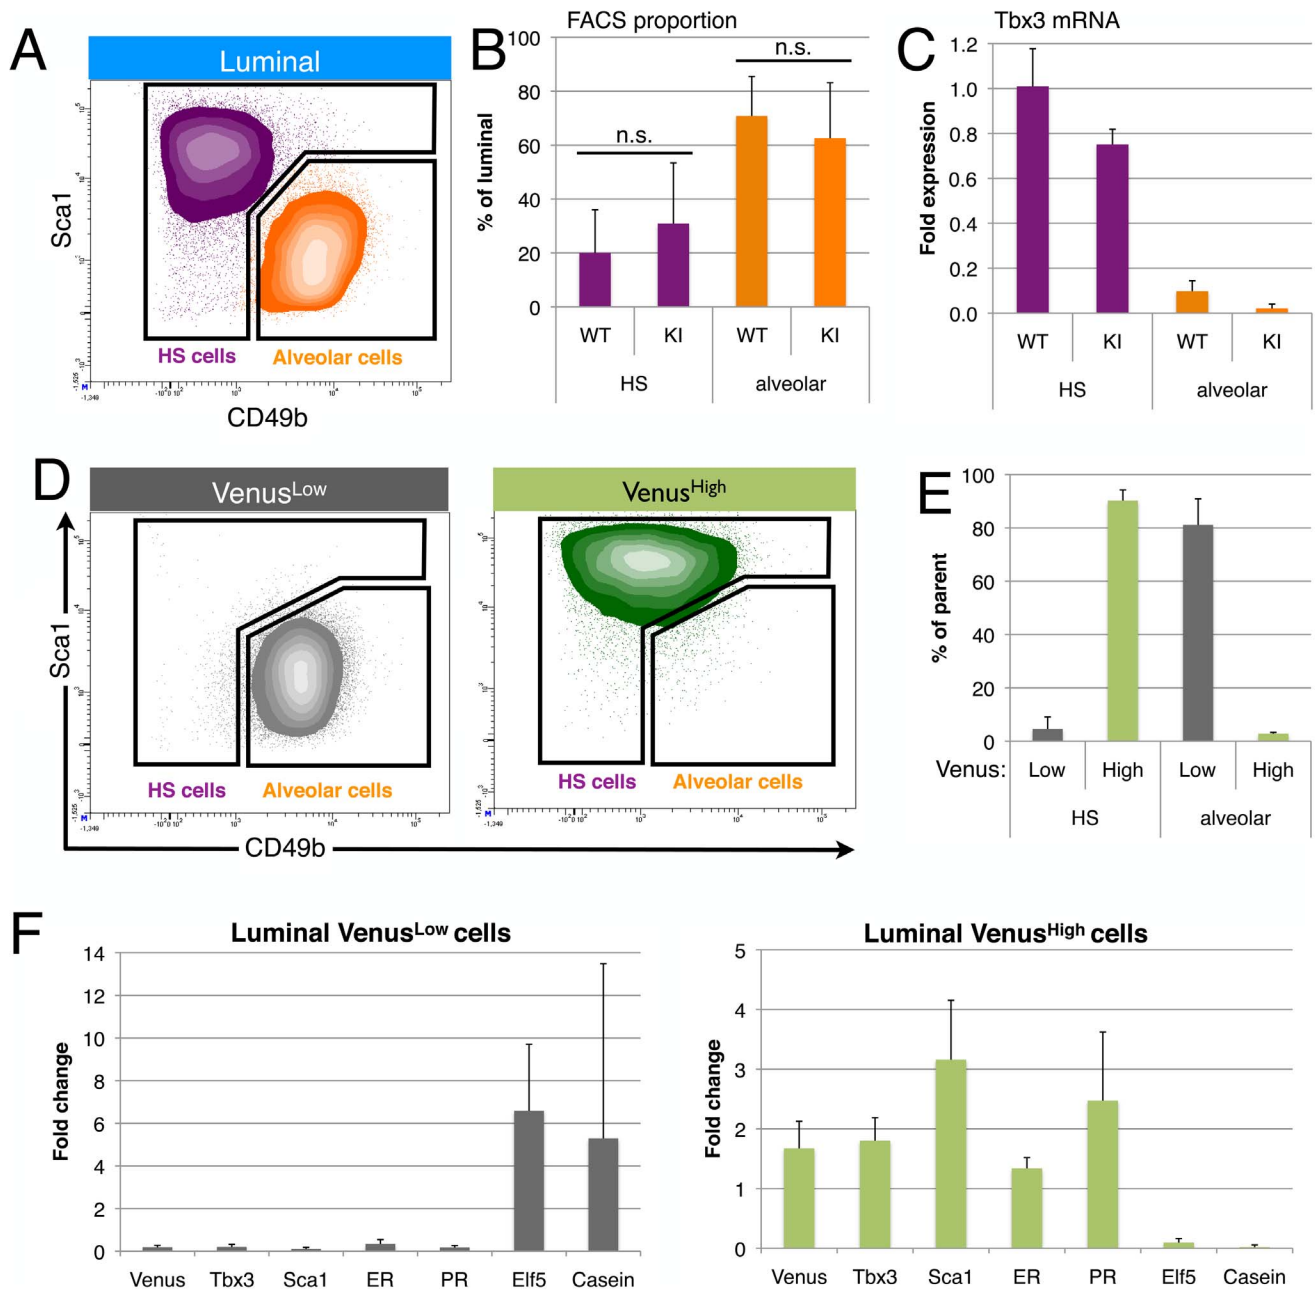 A
Luminal
Sca1
HS cells
Alveolar cells
CD49b
B
FACS proportion
% of luminal
100
80
60
40
20
0
n.s.
n.s.
WT
KI
WT
KI
HS
alveolar
C
Tbx3 mRNA
Fold expression
1.2
1.0
0.8
0.6
0.4
0.2
0.0
WT
KI
WT
KI
HS
alveolar
D
VenusLow
VenusHigh
Sca1
HS cells
Alveolar cells
HS cells
Alveolar cells
CD49b
E
% of parent
100
80
60
40
20
0
Venus:
Low
High
Low
High
HS
alveolar
F
Luminal VenusLow cells
Fold change
14
12
10
8
6
4
2
0
Venus
Tbx3
Sca1
ER
PR
Elf5
Casein
Luminal VenusHigh cells
Fold change
5
4
3
2
1
0
Venus
Tbx3
Sca1
ER
PR
Elf5
Casein